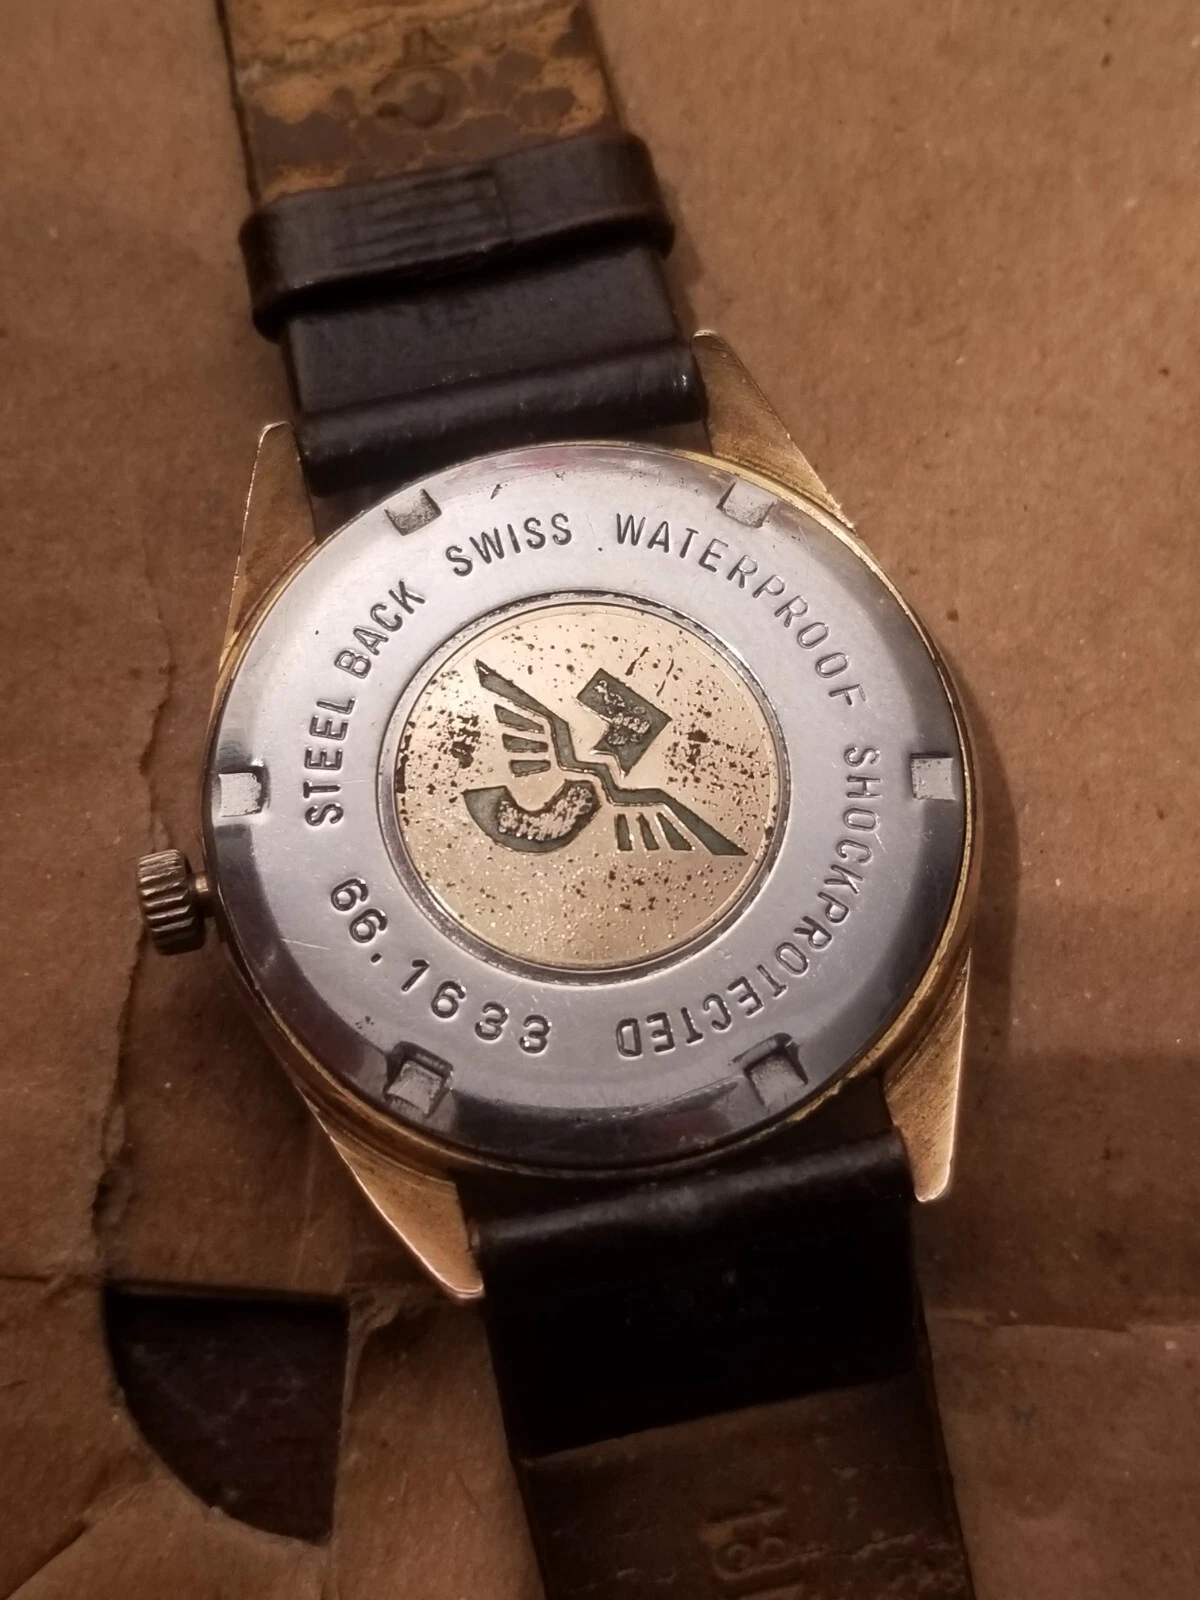 STEEL BACK SWISS WATERPROOF SHOCKPROTECTED
66.1633